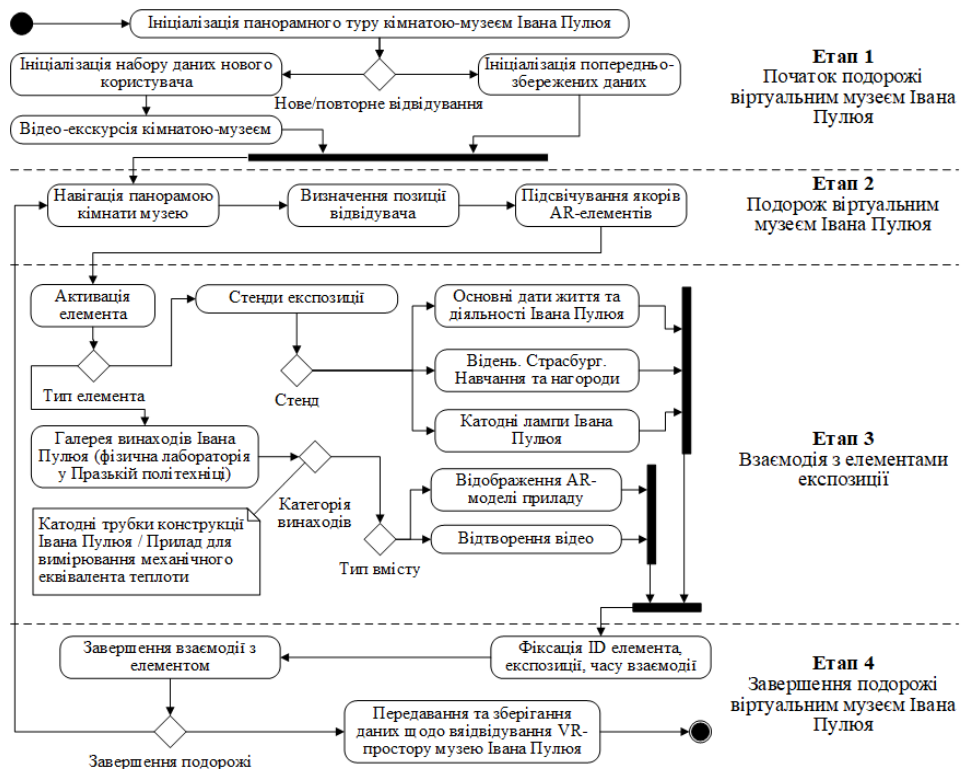 Ініціалізація панорамного туру кімнатою-музеєм Івана Пулюя
Ініціалізація набору даних нового
користувача
Ініціалізація попередньо-
збережених даних
Нове/повторне відвідування
Відео-екскурсія кімнатою-музеєм
Етап 1
Початок подорожі
віртуальним музеєм Івана
Пулюя
Навігація панорамою
кімнати музею
Визначення позиції
відвідувача
Підсвічування якорів
AR-елементів
Етап 2
Подорож віртуальним
музеєм Івана Пулюя
Активація
елемента
Стенди експозиції
Основні дати життя та
діяльності Івана Пулюя
Відень. Страсбург.
Навчання та нагороди
Тип елемента
Стенд
Катодні лампи Івана
Пулюя
Галерея винаходів Івана
Пулюя (фізична лабораторія
у Празькій політехніці)
Категорія
винаходів
Відображення AR-
моделі приладу
Катодні трубки конструкції
Івана Пулюя / Прилад для
вимірювання механічного
еквівалента теплоти
Відтворення відео
Тип вмісту
Етап 3
Взаємодія з елементами
експозиції
Завершення взаємодії з
елементом
Фіксація ID елемента,
експозиції, часу взаємодії
Передавання та зберігання
даних щодо вяідвідування VR-
простору музею Івана Пулюя
Завершення подорожі
Етап 4
Завершення подорожі
віртуальним музеєм Івана
Пулюя